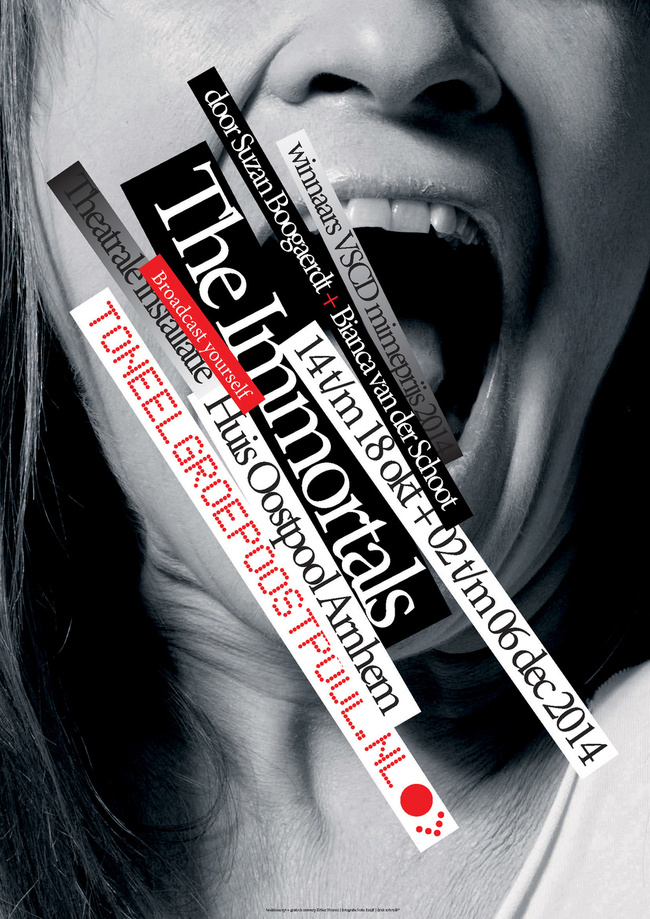 door Suzan Boogaerdt + Bianca van der Schoot
winnaars VSCD mimeprijs 2014
The Immortals
Theatrale Installatie
Broadcast yourself
14 t/m 18 okt + 02 t/m 06 dec 2014
Huis Oostpool Arnhem
TONEELGROEPOOSTPOOL.NL